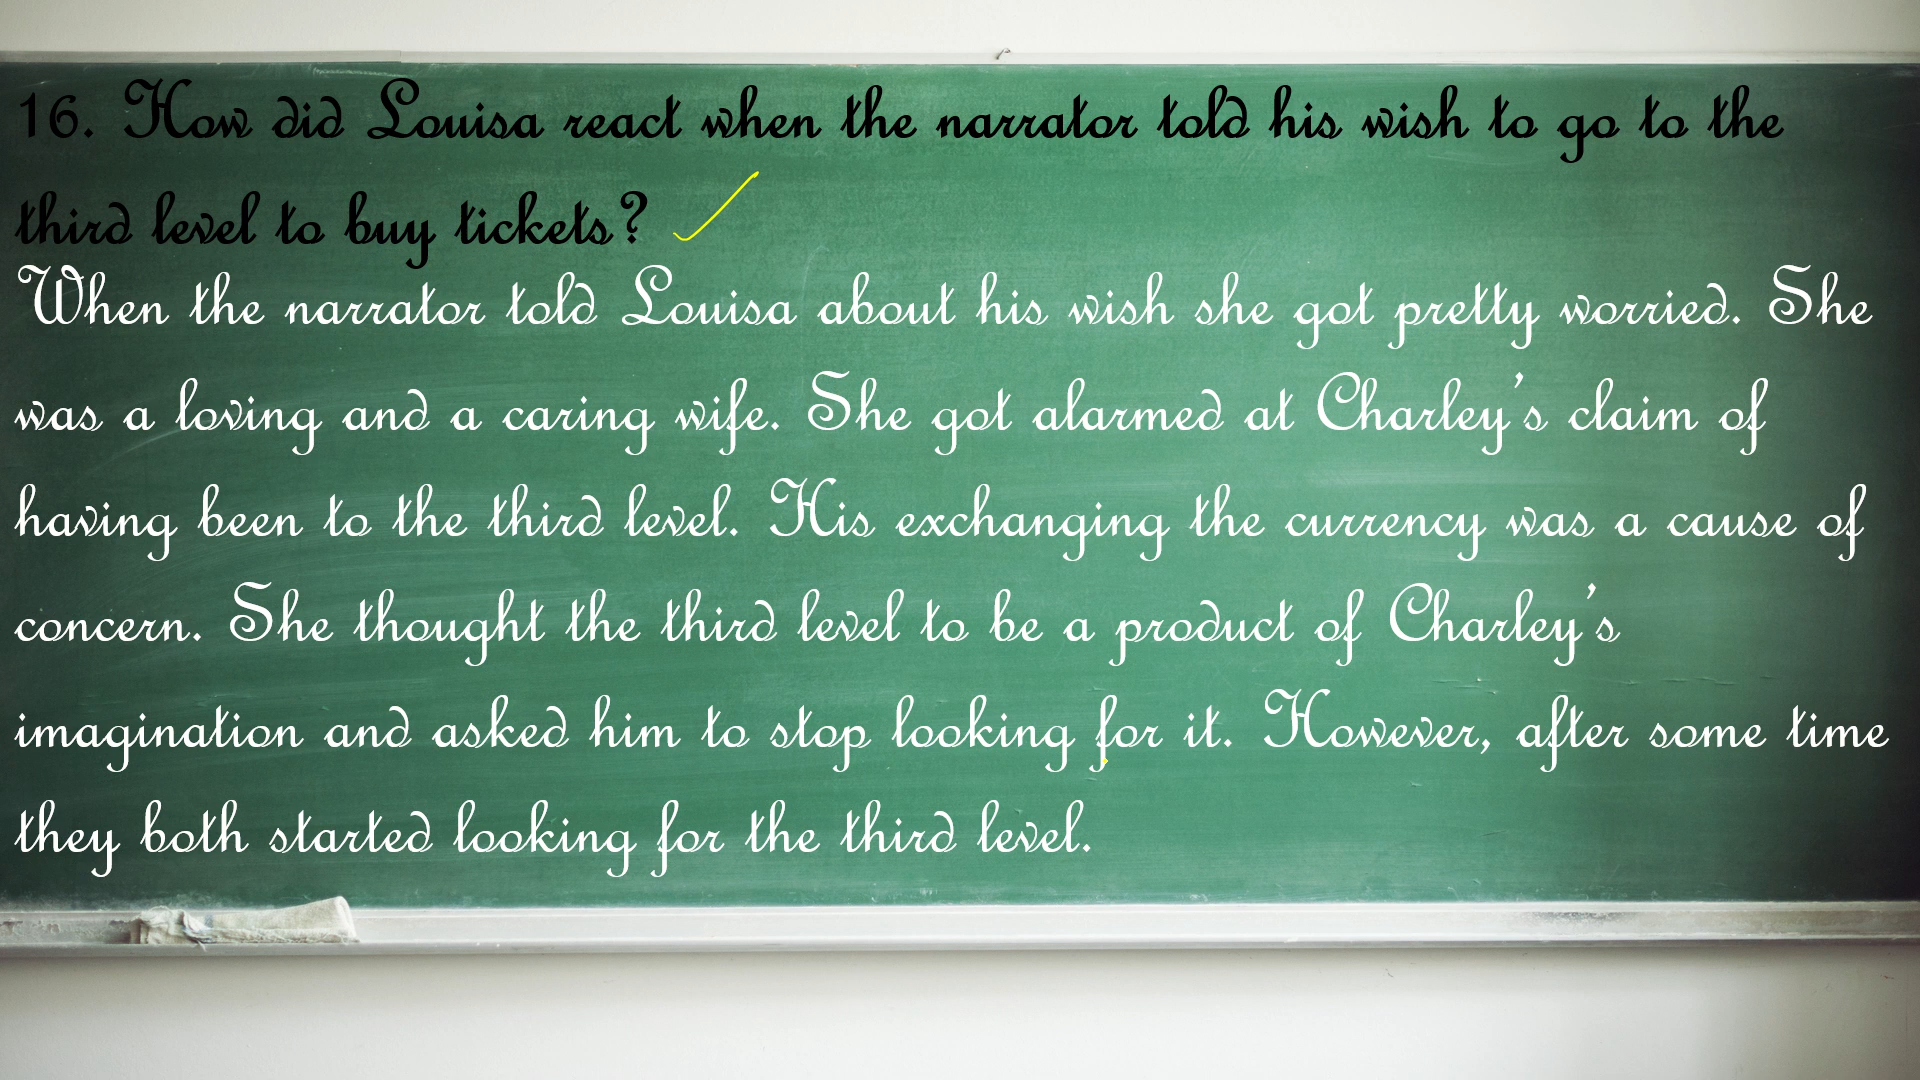 16. How did Louisa react when the narrator told his wish to go to the
third level to buy tickets?
When the narrator told Louisa about his wish she got pretty worried. She
was a loving and a caring wife. She got alarmed at Charley's claim of
having been to the third level. His exchanging the currency was a cause of
concern. She thought the third level to be a product of Charley's
imagination and asked him to stop looking for it. However, after some time
they both started looking for the third level.